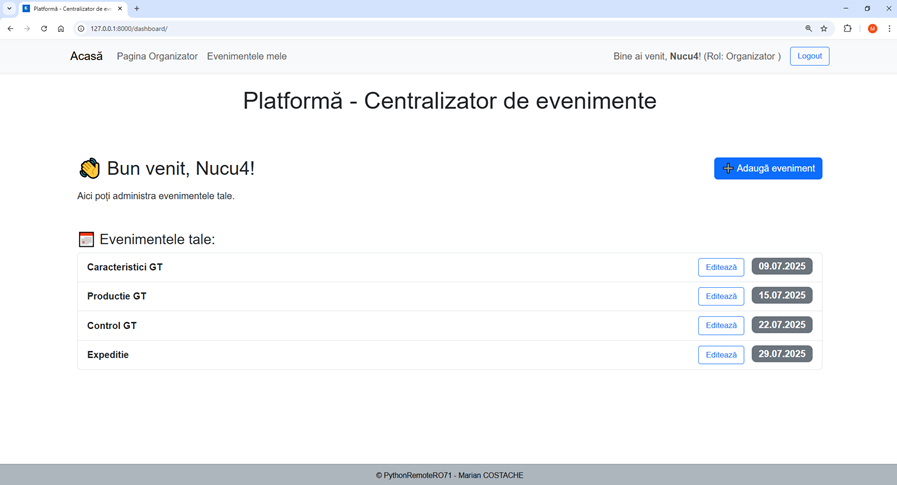 Platformă - Centralizator de ev
127.0.0.1:8000/dashboard/
M
Acasă Pagina Organizator Evenimentele mele Bine ai venit, Nucu4! (Rol: Organizator ) Logout
Platformă - Centralizator de evenimente
Bun venit, Nucu4! Adaugă eveniment
Aici poți administra evenimentele tale.
Evenimentele tale:
Caracteristici GT Editează 09.07.2025
Productie GT Editează 15.07.2025
Control GT Editează 22.07.2025
Expeditie Editează 29.07.2025
© PythonRemoteRO71 - Marian COSTACHE